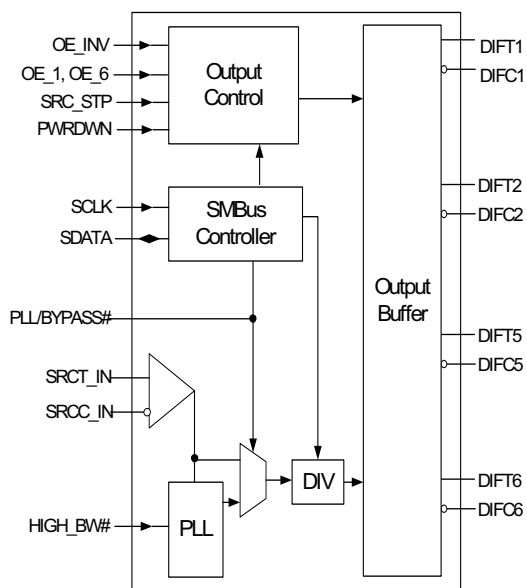 OE_INV
OE_1, OE_6
SRC_STP
PWRDWN
Output
Control
SCLK
SDATA
SMBus
Controller
PLL/BYPASS#
SRCT_IN
SRCC_IN
HIGH_BW#
PLL
DIV
Output
Buffer
DIFT1
DIFC1
DIFT2
DIFC2
DIFT5
DIFC5
DIFT6
DIFC6